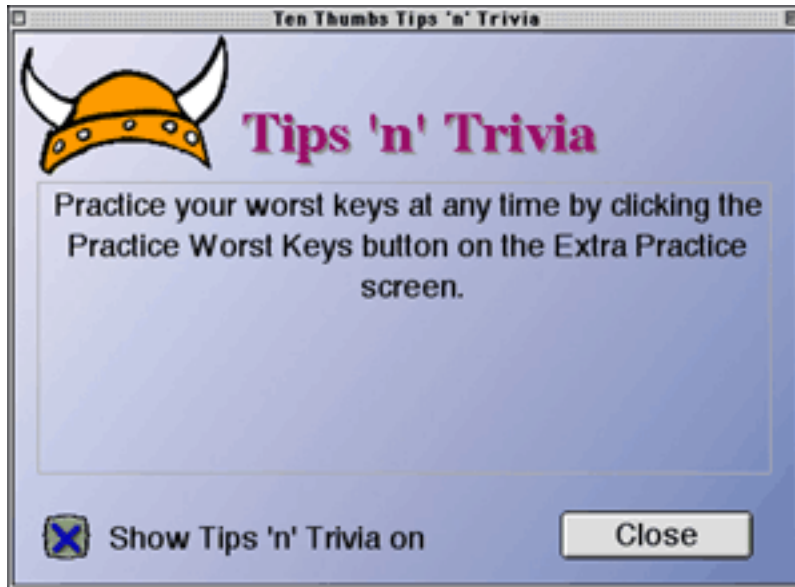 Ten Thumbs Tips 'n' Trivia
Tips 'n' Trivia
Practice your worst keys at any time by clicking the
Practice Worst Keys button on the Extra Practice
screen.
Show Tips 'n' Trivia on
Close